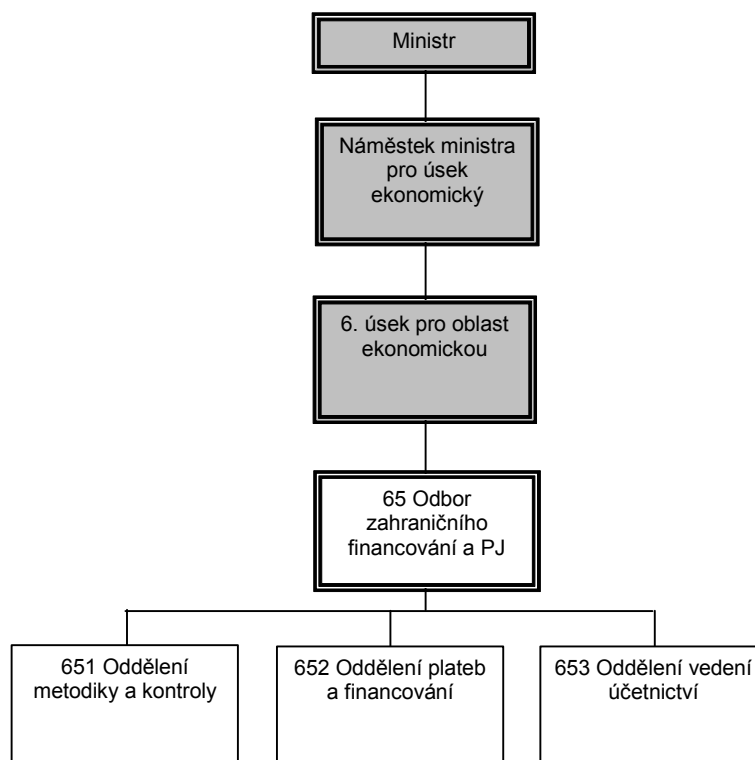 Ministr
Náměstek ministra
pro úsek
ekonomický
6. úsek pro oblast
ekonomickou
65 Odbor
zahraničního
financování a PJ
651 Oddělení
metodiky a kontroly
652 Oddělení plateb
a financování
653 Oddělení vedení
účetnictví